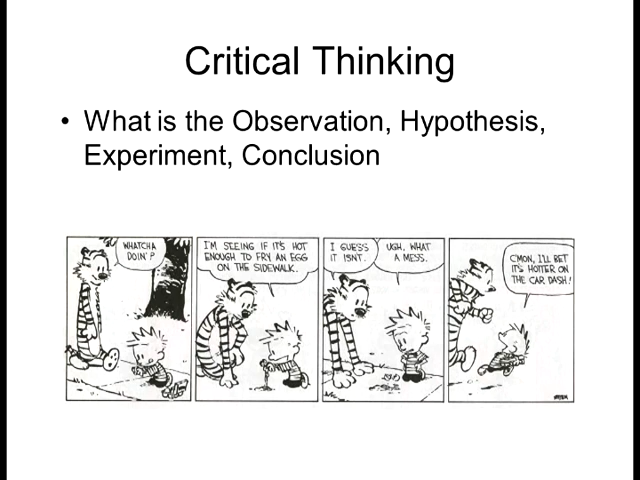 Critical Thinking
• What is the Observation, Hypothesis,
Experiment, Conclusion
WHATCHA
DOIN'?
I'M SEEING IF IT'S HOT
ENOUGH TO FRY AN EGG
ON THE SIDEWALK.
I GUESS
IT ISN'T.
UGH. WHAT
A MESS.
C'MON, I'LL BET
IT'S HOTTER ON
THE CAR DASH!